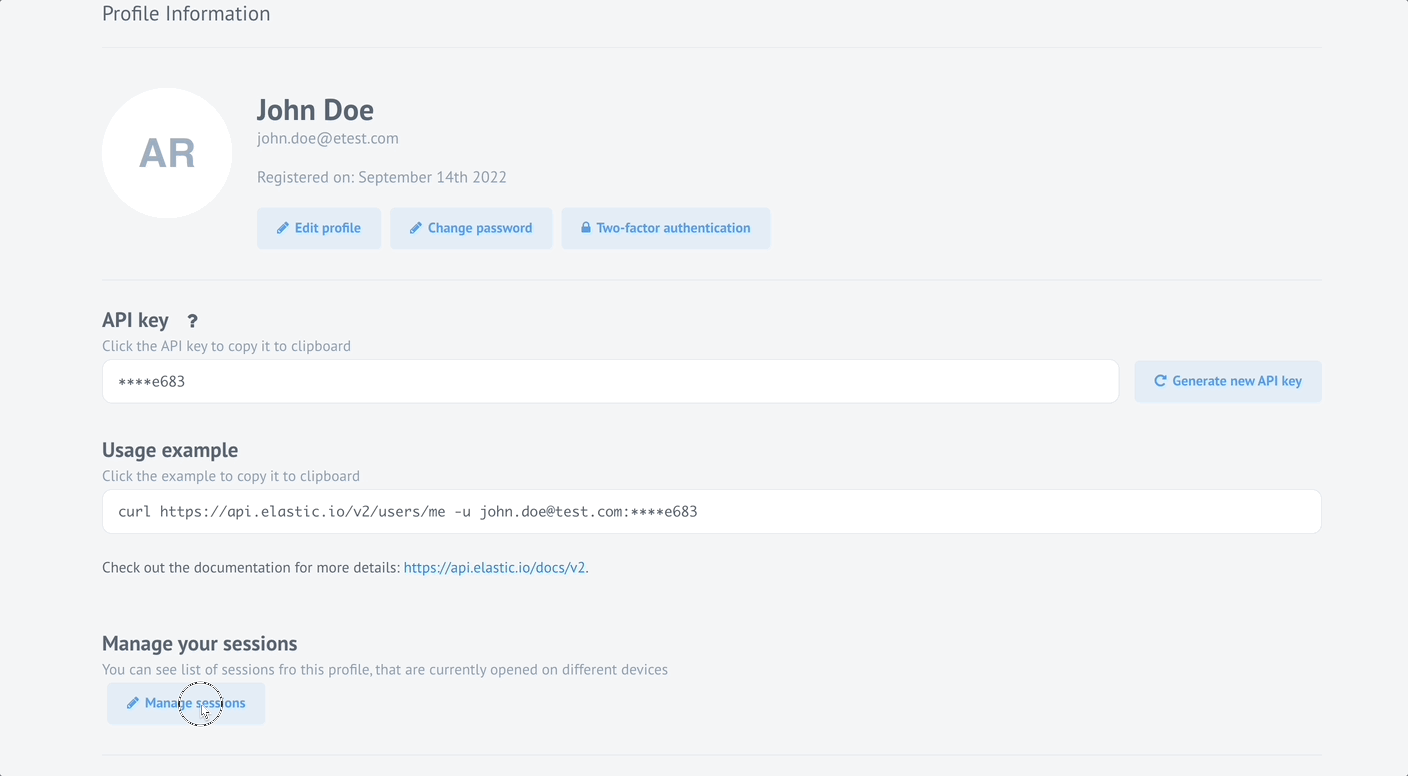 Profile Information
AR
John Doe
john.doe@etest.com
Registered on: September 14th 2022
Edit profile
Change password
Two-factor authentication
API key ?
Click the API key to copy it to clipboard
****e683
Generate new API key
Usage example
Click the example to copy it to clipboard
curl https://api.elastic.io/v2/users/me -u john.doe@test.com:****e683
Check out the documentation for more details: https://api.elastic.io/docs/v2.
Manage your sessions
You can see list of sessions fro this profile, that are currently opened on different devices
Manage sessions